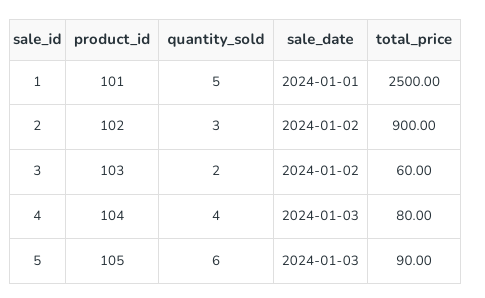 sale_id product_id quantity_sold sale_date total_price
1 101 5 2024-01-01 2500.00
2 102 3 2024-01-02 900.00
3 103 2 2024-01-02 60.00
4 104 4 2024-01-03 80.00
5 105 6 2024-01-03 90.00